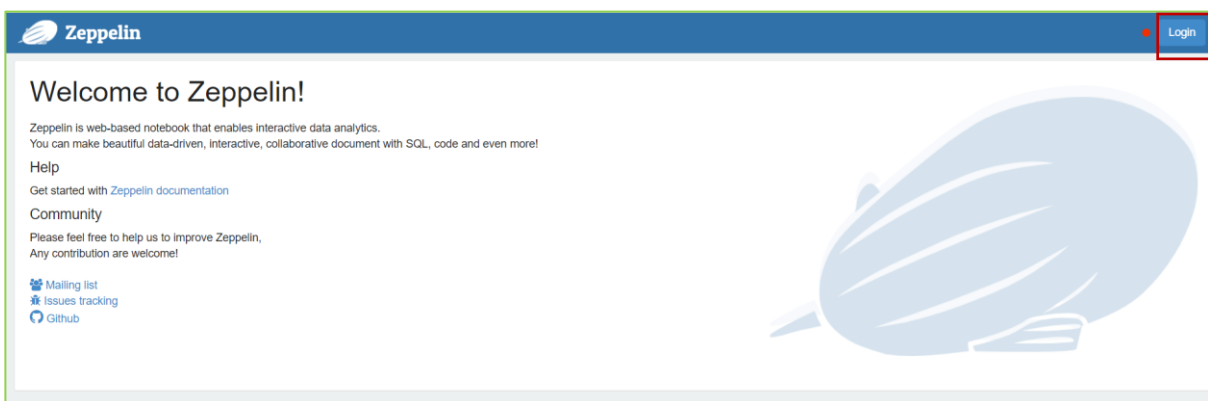 Zeppelin
Login
Welcome to Zeppelin!
Zeppelin is web-based notebook that enables interactive data analytics.
You can make beautiful data-driven, interactive, collaborative document with SQL, code and even more!
Help
Get started with Zeppelin documentation
Community
Please feel free to help us to improve Zeppelin,
Any contribution are welcome!
Mailing list
Issues tracking
Github